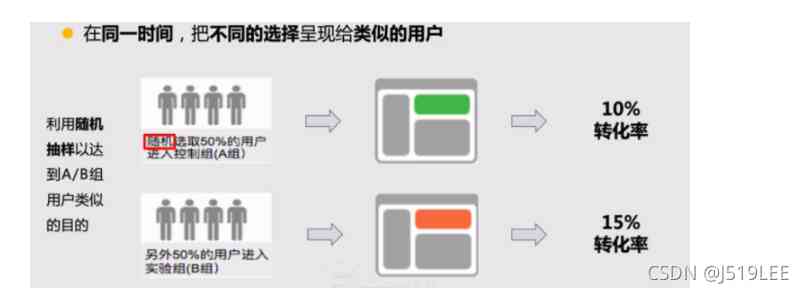 在同一时间，把不同的选择呈现给类似的用户
利用随机
抽样以达
到A/B组
用户类似
的目的
随机选取50%的用户
进入控制组(A组)
10%
转化率
另外50%的用户进入
实验组(B组)
15%
转化率
CSDN @J519LEE